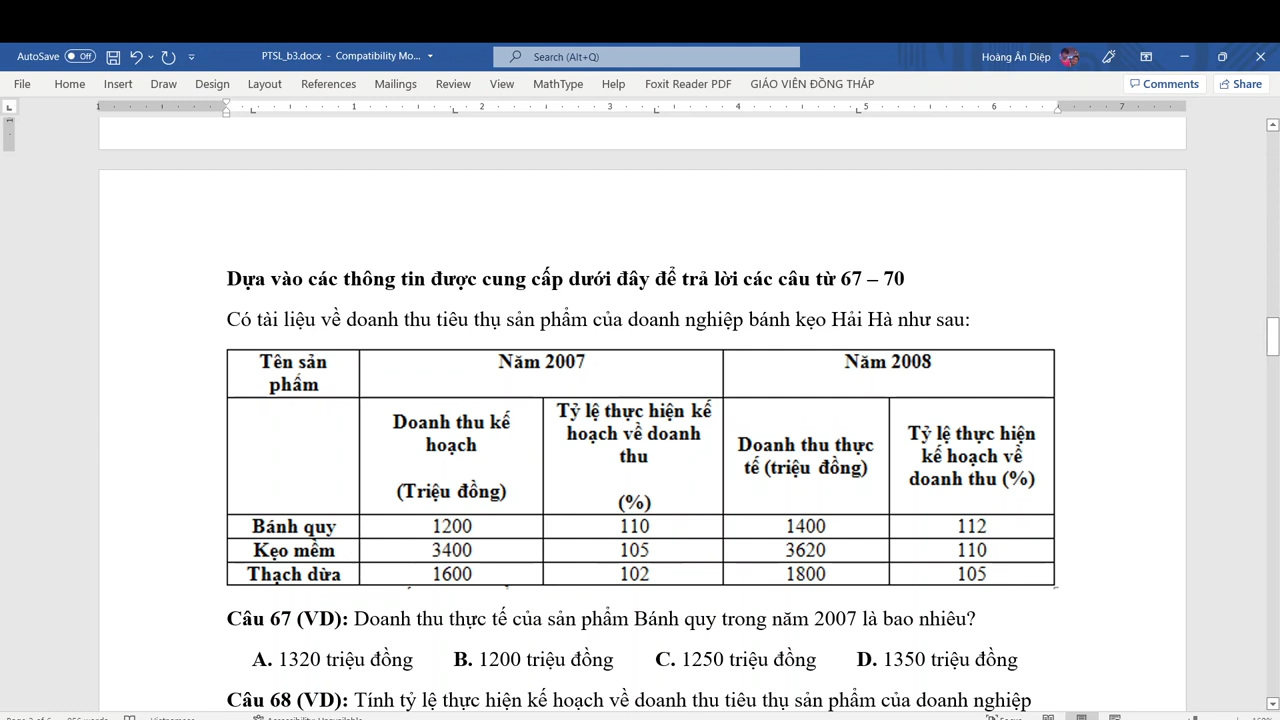 AutoSave Off PTSL_b3.docx - Compatibility Mo... Search (Alt+Q) Hoàng Ân Diệp
File Home Insert Draw Design Layout References Mailings Review View MathType Help Foxit Reader PDF GIÁO VIÊN ĐỒNG THÁP Comments Share
1 1 2 3 4 5 6 7
Dựa vào các thông tin được cung cấp dưới đây để trả lời các câu từ 67 – 70
Có tài liệu về doanh thu tiêu thụ sản phẩm của doanh nghiệp bánh kẹo Hải Hà như sau:
Tên sản phẩm Năm 2007 Năm 2008
Doanh thu kế hoạch (Triệu đồng) Tỷ lệ thực hiện kế hoạch về doanh thu (%) Doanh thu thực tế (triệu đồng) Tỷ lệ thực hiện kế hoạch về doanh thu (%)
Bánh quy 1200 110 1400 112
Kẹo mềm 3400 105 3620 110
Thạch dừa 1600 102 1800 105
Câu 67 (VD): Doanh thu thực tế của sản phẩm Bánh quy trong năm 2007 là bao nhiêu?
A. 1320 triệu đồng B. 1200 triệu đồng C. 1250 triệu đồng D. 1350 triệu đồng
Câu 68 (VD): Tính tỷ lệ thực hiện kế hoạch về doanh thu tiêu thụ sản phẩm của doanh nghiệp